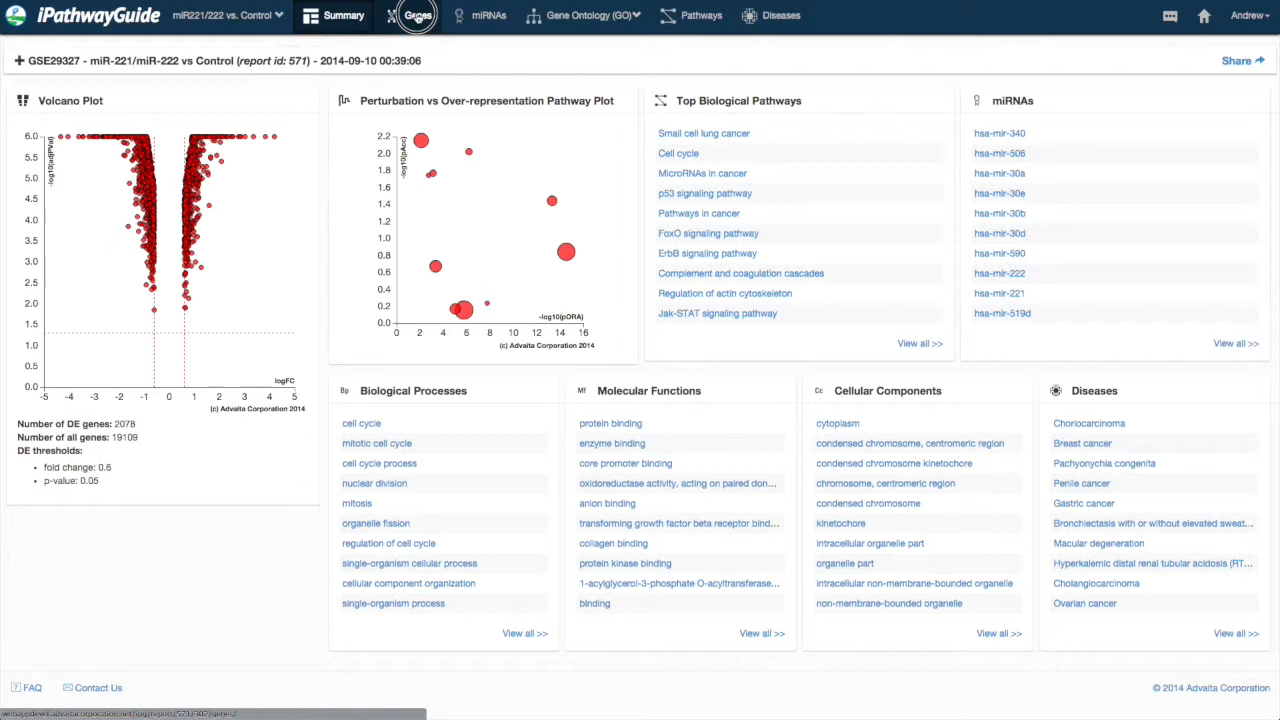 iPathwayGuide miR221/222 vs. Control Summary Genes miRNAs Gene Ontology (GO) Pathways Diseases Andrew
GSE29327 - miR-221/miR-222 vs Control (report id: 571) - 2014-09-10 00:39:06 Share
Volcano Plot
6.0
5.5
5.0
4.5
4.0
3.5
3.0
2.5
2.0
1.5
1.0
0.5
0.0
logFC
-5 -4 -3 -2 -1 0 1 2 3 4 5
(c) Advaita Corporation 2014
Number of DE genes: 2078
Number of all genes: 19109
DE thresholds:
• fold change: 0.6
• p-value: 0.05
Perturbation vs Over-representation Pathway Plot
-log10(pAcc)
2.2
2.0
1.8
1.6
1.4
1.2
1.0
0.8
0.6
0.4
0.2
0.0
-log10(pORA)
0 2 4 6 8 10 12 14 16
(c) Advaita Corporation 2014
Top Biological Pathways
Small cell lung cancer
Cell cycle
MicroRNAs in cancer
p53 signaling pathway
Pathways in cancer
FoxO signaling pathway
ErbB signaling pathway
Complement and coagulation cascades
Regulation of actin cytoskeleton
Jak-STAT signaling pathway
View all >>
miRNAs
hsa-mir-340
hsa-mir-506
hsa-mir-30a
hsa-mir-30e
hsa-mir-30b
hsa-mir-30d
hsa-mir-590
hsa-mir-222
hsa-mir-221
hsa-mir-519d
View all >>
Bp Biological Processes
cell cycle
mitotic cell cycle
cell cycle process
nuclear division
mitosis
organelle fission
regulation of cell cycle
single-organism cellular process
cellular component organization
single-organism process
View all >>
Mf Molecular Functions
protein binding
enzyme binding
core promoter binding
oxidoreductase activity, acting on paired don...
anion binding
transforming growth factor beta receptor bind...
collagen binding
protein kinase binding
1-acylglycerol-3-phosphate O-acyltransferase...
binding
View all >>
Cc Cellular Components
cytoplasm
condensed chromosome, centromeric region
condensed chromosome kinetochore
chromosome, centromeric region
condensed chromosome
kinetochore
intracellular organelle part
organelle part
intracellular non-membrane-bounded organelle
non-membrane-bounded organelle
View all >>
Diseases
Choriocarcinoma
Breast cancer
Pachyonychia congenita
Penile cancer
Gastric cancer
Bronchiectasis with or without elevated sweat...
Macular degeneration
Hyperkalemic distal renal tubular acidosis (RT...
Cholangiocarcinoma
Ovarian cancer
View all >>
? FAQ Contact Us © 2014 Advaita Corporation
webappdevel.advaitacorporation.net/ipg/report/571/302/genes/